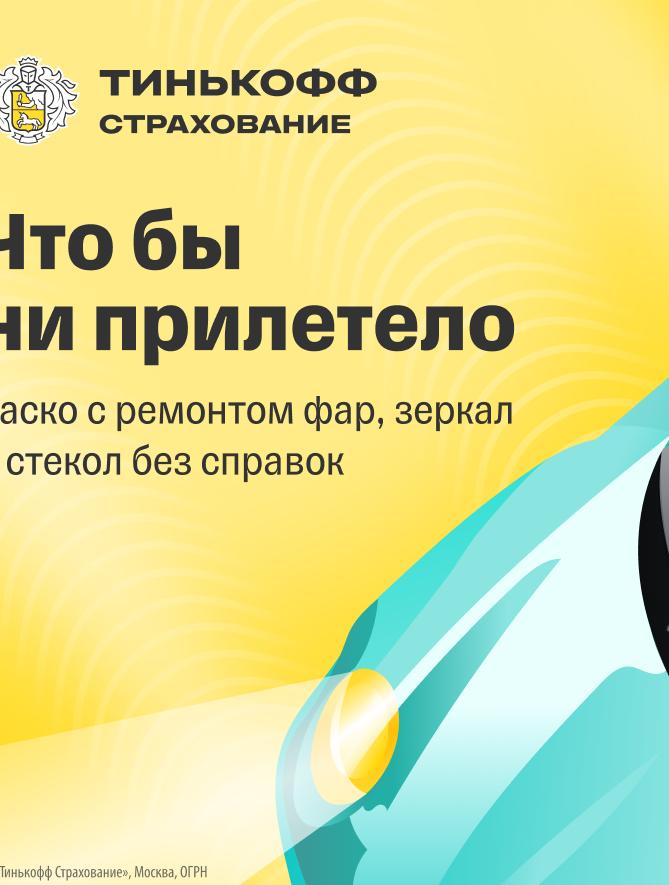 ТИНЬКОФФ
СТРАХОВАНИЕ
Что бы
ни прилетело
аско с ремонтом фар, зеркал
стекол без справок
Тинькофф Страхование», Москва, ОГРН